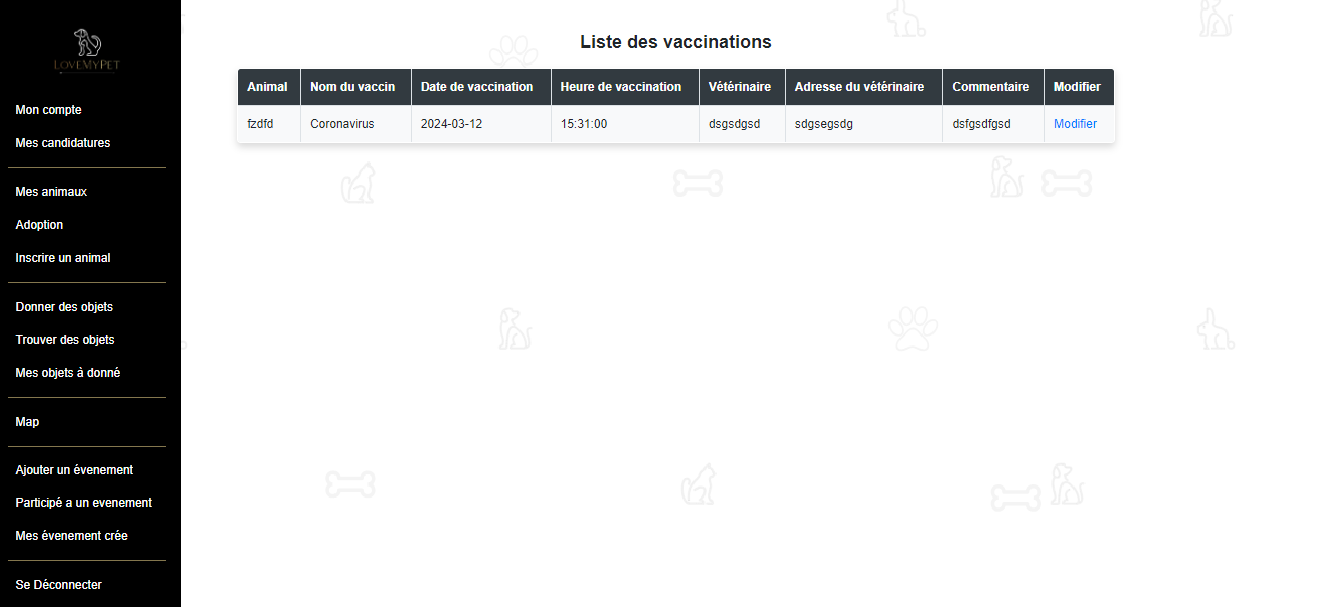 LOVEMYPET
Mon compte
Mes candidatures
Mes animaux
Adoption
Inscrire un animal
Donner des objets
Trouver des objets
Mes objets à donné
Map
Ajouter un évenement
Participé a un evenement
Mes évenement crée
Se Déconnecter
Liste des vaccinations
Animal Nom du vaccin Date de vaccination Heure de vaccination Vétérinaire Adresse du vétérinaire Commentaire Modifier
fzdfd Coronavirus 2024-03-12 15:31:00 dsgsdgsd sdgsegsdg dsfgsdfgsd Modifier